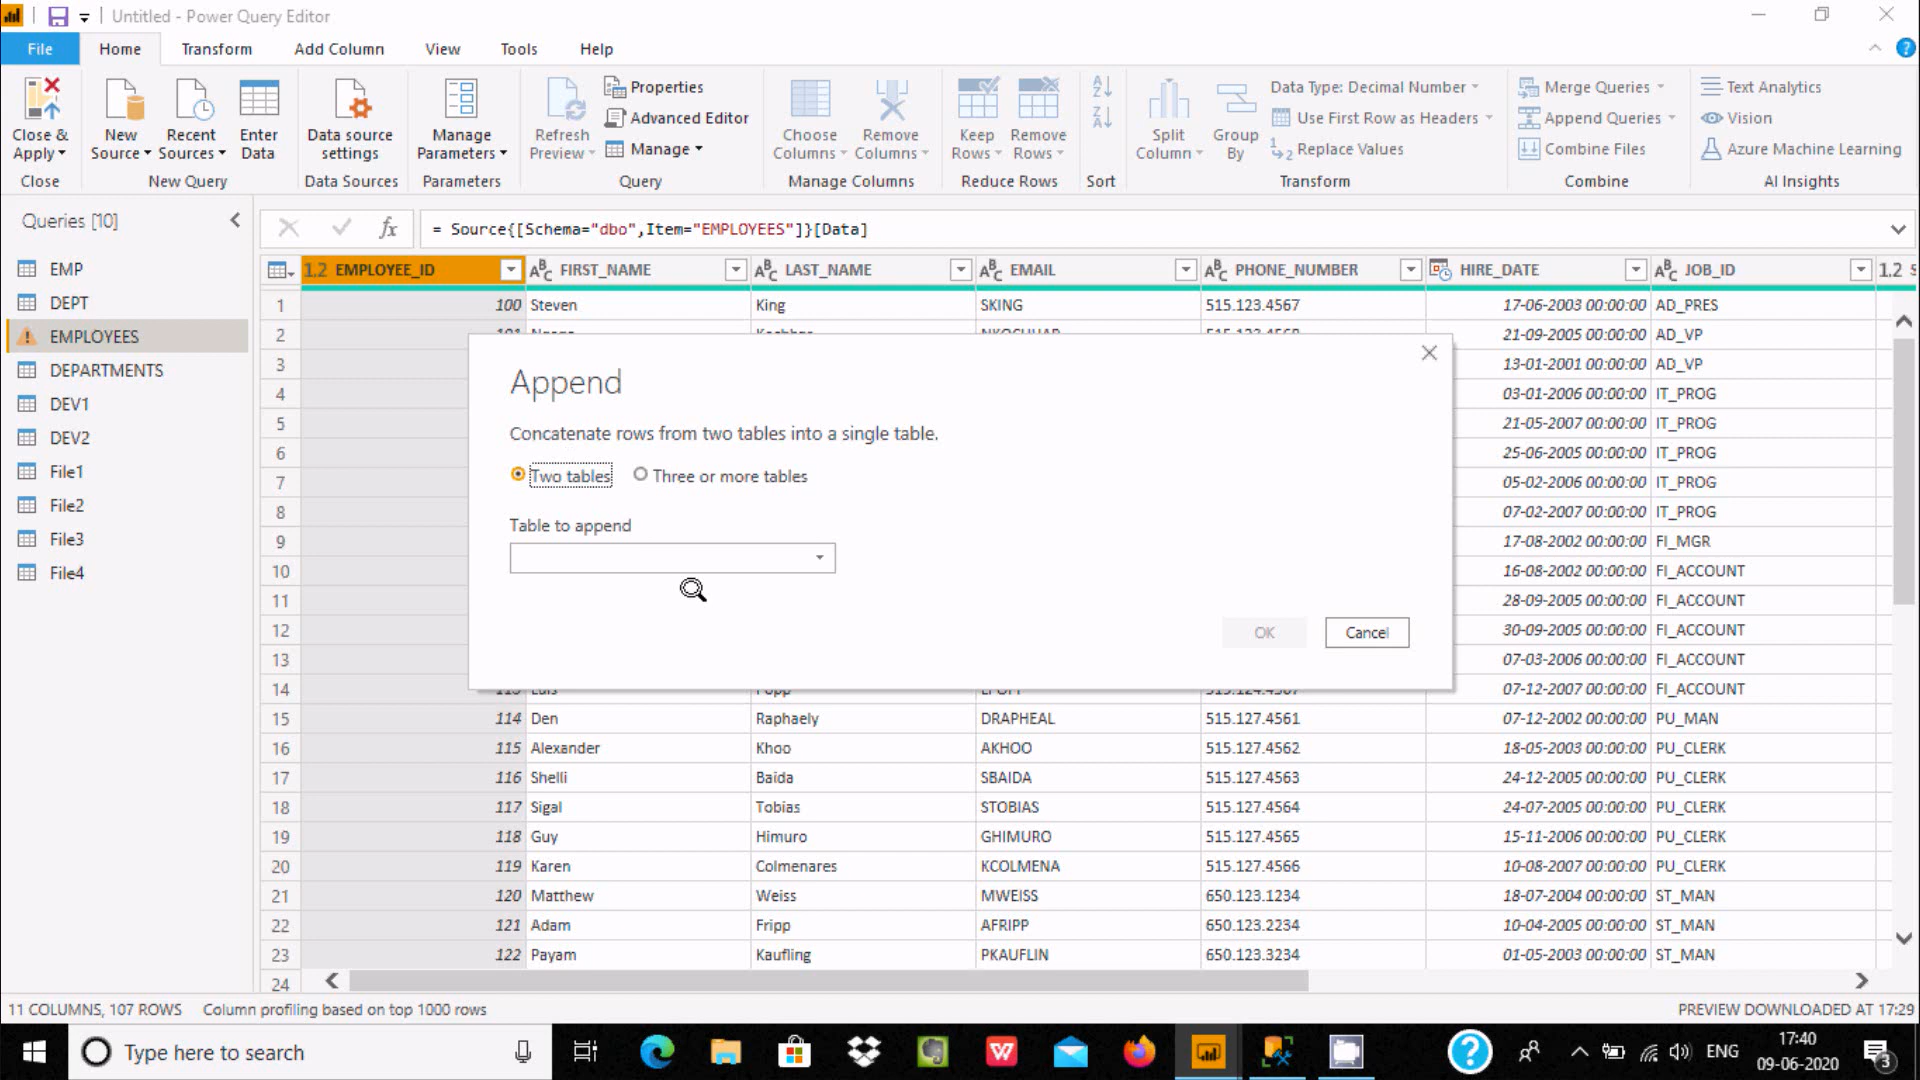 Untitled - Power Query Editor
File Home Transform Add Column View Tools Help
Close & Apply
New Source
Recent Sources
Enter Data
Data source settings
Manage Parameters
Refresh Preview
Properties
Advanced Editor
Manage
Choose Columns
Remove Columns
Keep Rows
Remove Rows
Split Column
Group By
Data Type: Decimal Number
Use First Row as Headers
Replace Values
Merge Queries
Append Queries
Combine Files
Text Analytics
Vision
Azure Machine Learning
Close New Query Data Sources Parameters Query Manage Columns Reduce Rows Sort Transform Combine AI Insights
Queries [10]
EMP
DEPT
EMPLOYEES
DEPARTMENTS
DEV1
DEV2
File1
File2
File3
File4
fx = Source{[Schema="dbo",Item="EMPLOYEES"]}[Data]
1.2 EMPLOYEE_ID ABC FIRST_NAME ABC LAST_NAME ABC EMAIL ABC PHONE_NUMBER HIRE_DATE ABC JOB_ID 1.2
1 100 Steven King SKING 515.123.4567 17-06-2003 00:00:00 AD_PRES
2 21-09-2005 00:00:00 AD_VP
3 13-01-2001 00:00:00 AD_VP
4 03-01-2006 00:00:00 IT_PROG
5 21-05-2007 00:00:00 IT_PROG
6 25-06-2005 00:00:00 IT_PROG
7 05-02-2006 00:00:00 IT_PROG
8 07-02-2007 00:00:00 IT_PROG
9 17-08-2002 00:00:00 FI_MGR
10 16-08-2002 00:00:00 FI_ACCOUNT
11 28-09-2005 00:00:00 FI_ACCOUNT
12 30-09-2005 00:00:00 FI_ACCOUNT
13 07-03-2006 00:00:00 FI_ACCOUNT
14 07-12-2007 00:00:00 FI_ACCOUNT
15 114 Den Raphaely DRAPHEAL 515.127.4561 07-12-2002 00:00:00 PU_MAN
16 115 Alexander Khoo AKHOO 515.127.4562 18-05-2003 00:00:00 PU_CLERK
17 116 Shelli Baida SBAIDA 515.127.4563 24-12-2005 00:00:00 PU_CLERK
18 117 Sigal Tobias STOBIAS 515.127.4564 24-07-2005 00:00:00 PU_CLERK
19 118 Guy Himuro GHIMURO 515.127.4565 15-11-2006 00:00:00 PU_CLERK
20 119 Karen Colmenares KCOLMENA 515.127.4566 10-08-2007 00:00:00 PU_CLERK
21 120 Matthew Weiss MWEISS 650.123.1234 18-07-2004 00:00:00 ST_MAN
22 121 Adam Fripp AFRIPP 650.123.2234 10-04-2005 00:00:00 ST_MAN
23 122 Payam Kaufling PKAUFLIN 650.123.3234 01-05-2003 00:00:00 ST_MAN
24
Append
Concatenate rows from two tables into a single table.
Two tables Three or more tables
Table to append
OK Cancel
11 COLUMNS, 107 ROWS Column profiling based on top 1000 rows PREVIEW DOWNLOADED AT 17:29
Type here to search
ENG
17:40
09-06-2020
3